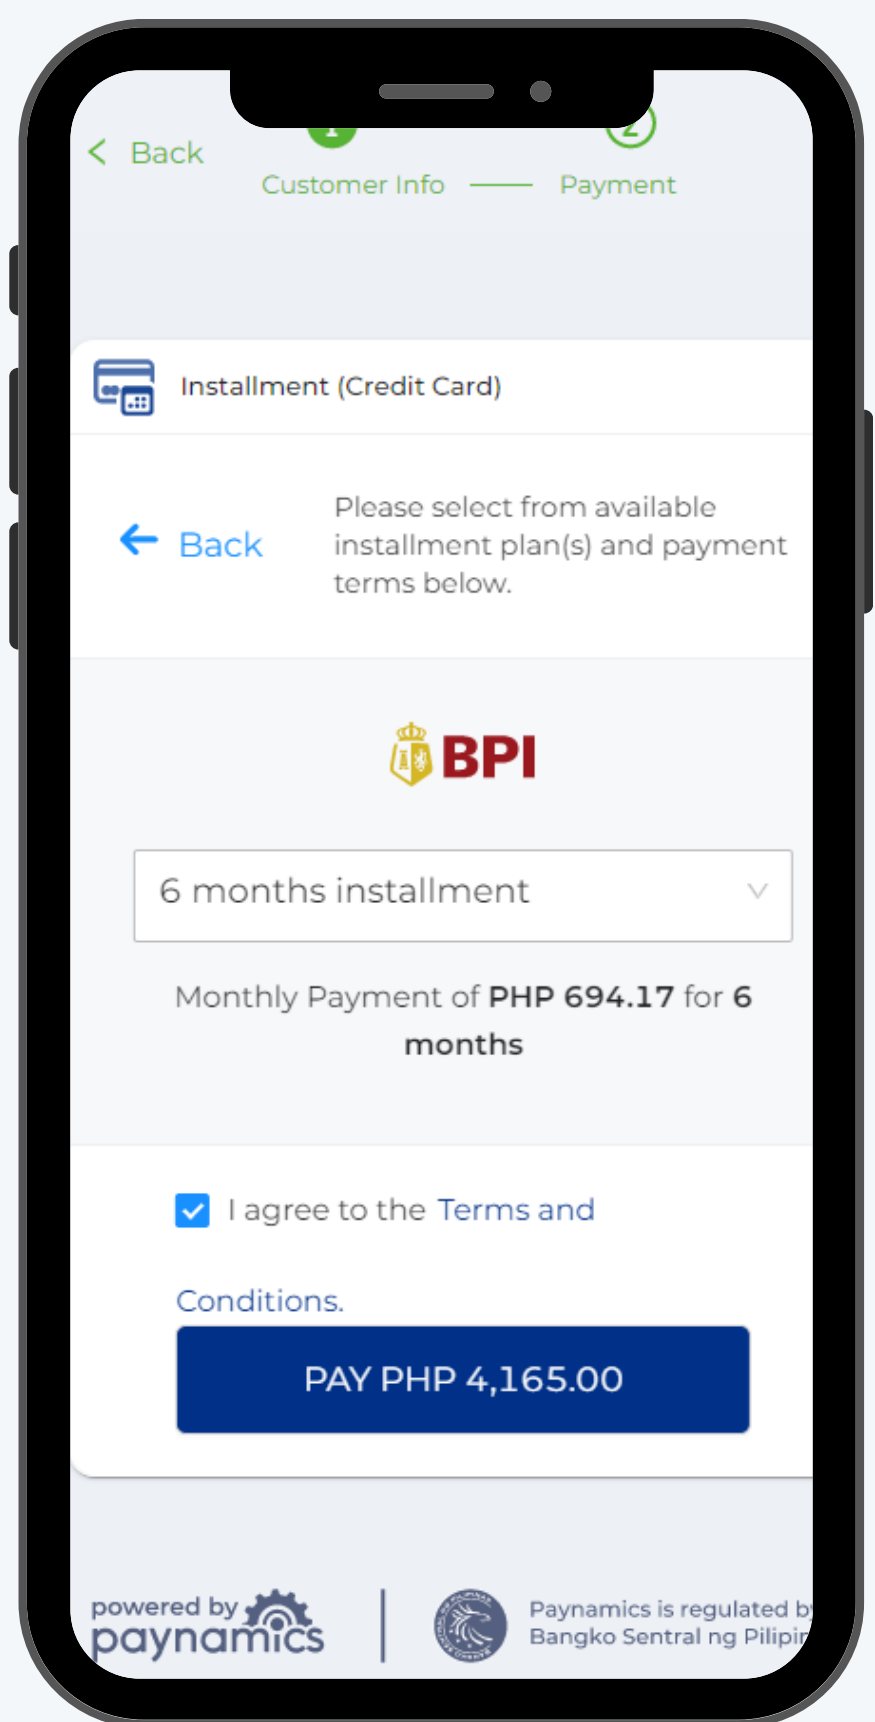 1
2
Back
Customer Info
Payment
Installment (Credit Card)
Back
Please select from available
installment plan(s) and payment
terms below.
BPI
6 months installment
Monthly Payment of PHP 694.17 for 6
months
I agree to the Terms and
Conditions.
PAY PHP 4,165.00
powered by
paynamics
Paynamics is regulated
Bangko Sentral ng